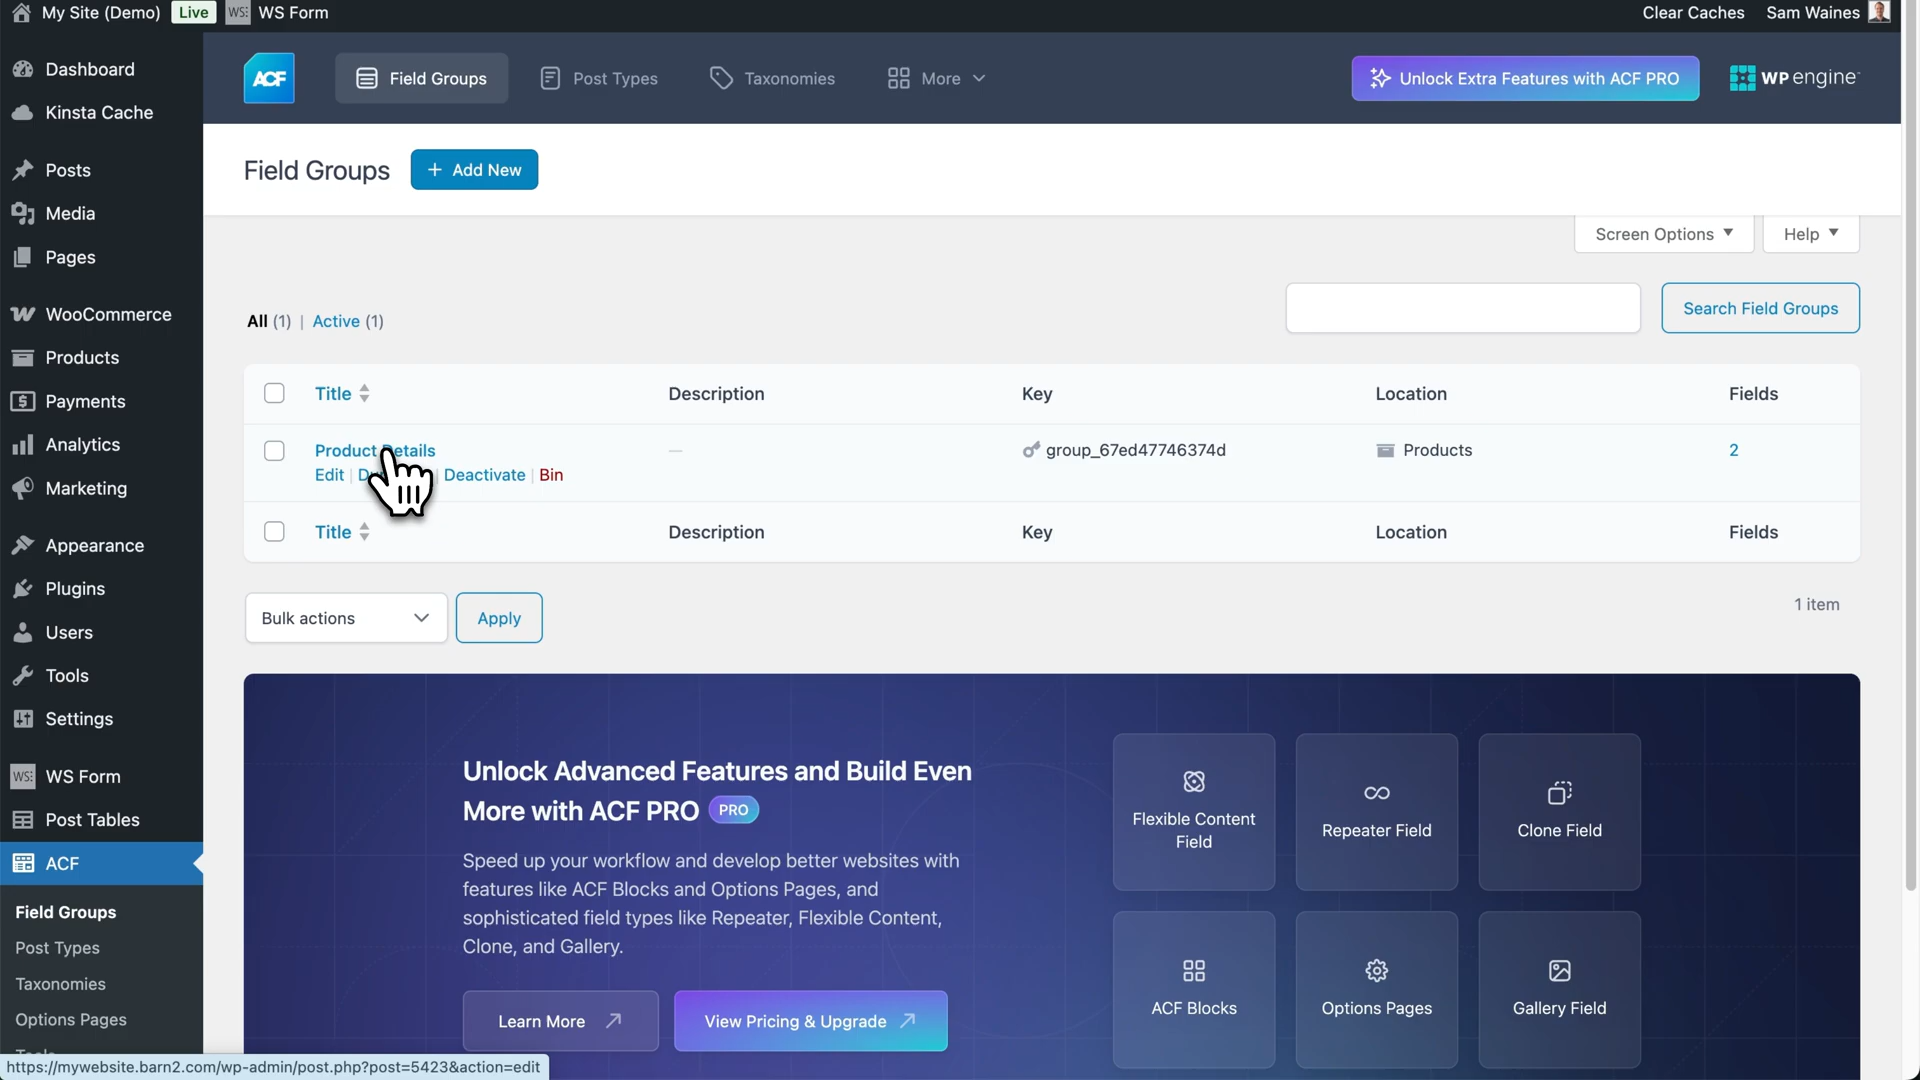 My Site (Demo) Live WS WS Form Clear Caches Sam Waines
Dashboard
Kinsta Cache
Posts
Media
Pages
WooCommerce
Products
Payments
Analytics
Marketing
Appearance
Plugins
Users
Tools
Settings
WS WS Form
Post Tables
ACF
Field Groups
Post Types
Taxonomies
Options Pages
Tools
ACF Field Groups Post Types Taxonomies More Unlock Extra Features with ACF PRO WP engine
Field Groups + Add New
Screen Options Help
All (1) | Active (1) Search Field Groups
Title Description Key Location Fields
Product Details — group_67ed47746374d Products 2
Edit | | Deactivate | Bin
Title Description Key Location Fields
Bulk actions Apply 1 item
Unlock Advanced Features and Build Even
More with ACF PRO PRO
Speed up your workflow and develop better websites with
features like ACF Blocks and Options Pages, and
sophisticated field types like Repeater, Flexible Content,
Clone, and Gallery.
Learn More View Pricing & Upgrade
Flexible Content
Field
Repeater Field
Clone Field
ACF Blocks
Options Pages
Gallery Field
https://mywebsite.barn2.com/wp-admin/post.php?post=5423&action=edit